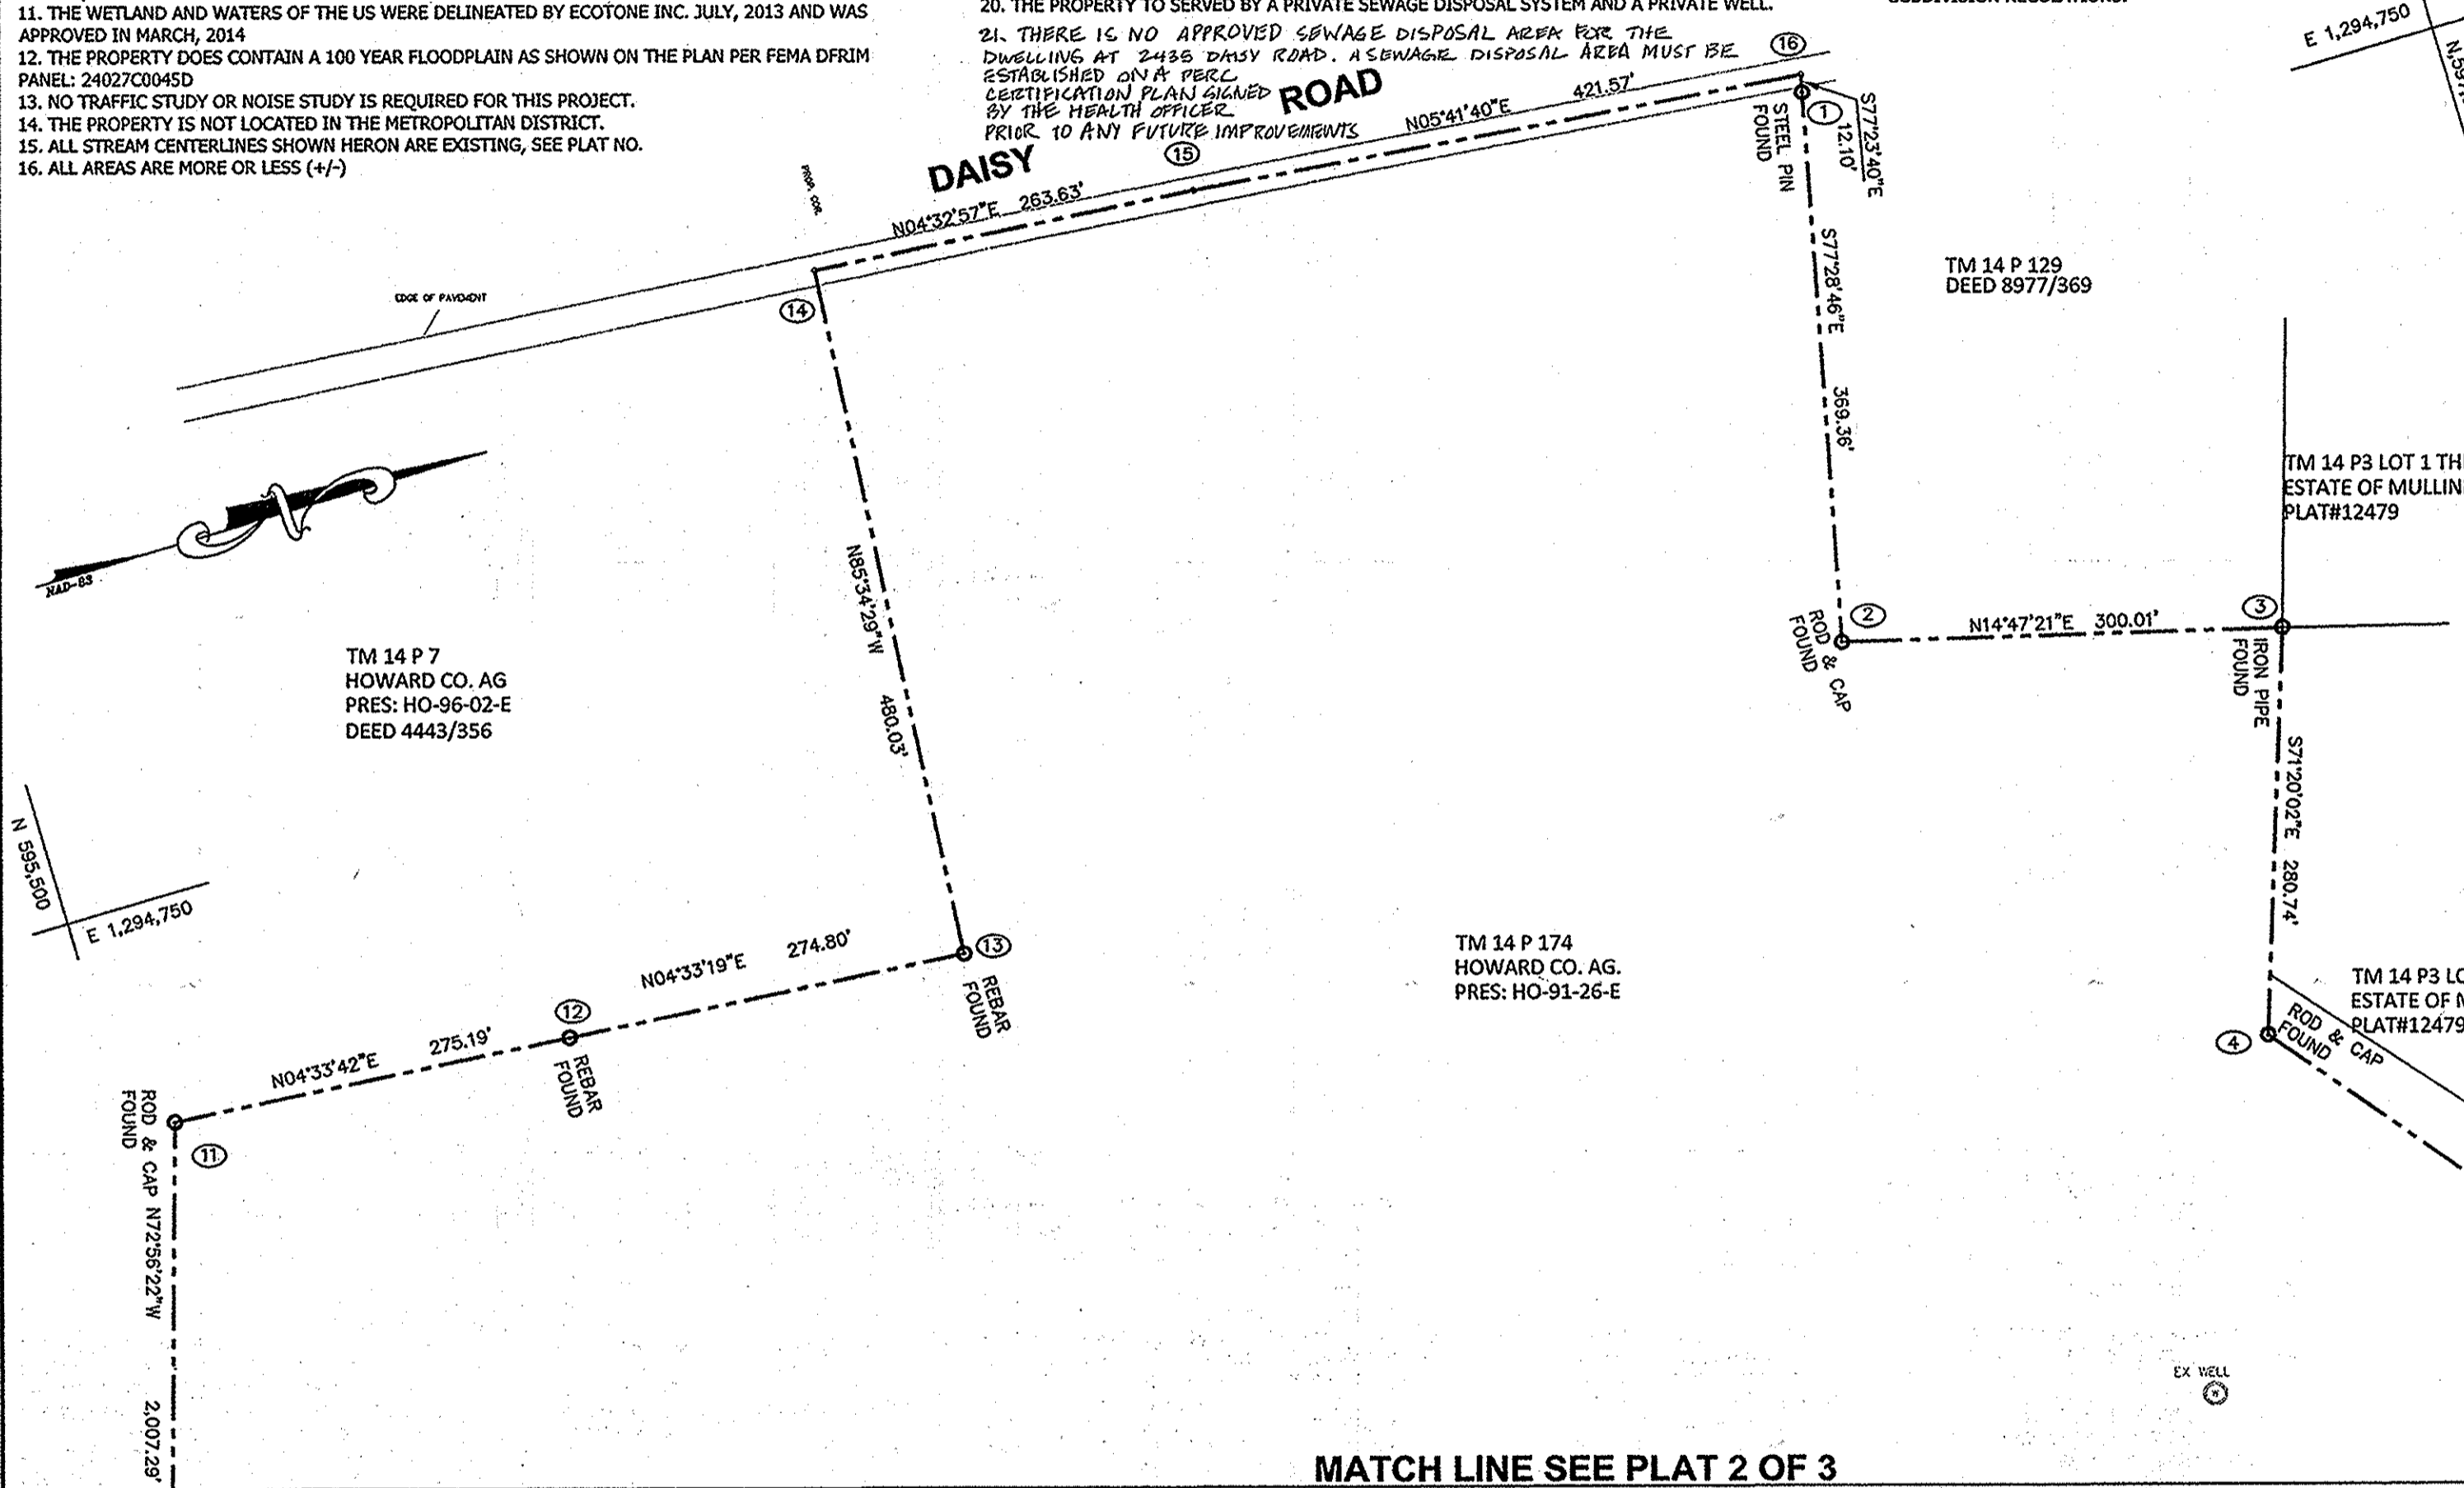 11. THE WETLAND AND WATERS OF THE US WERE DELINEATED BY ECOTONE INC. JULY, 2013 AND WAS
APPROVED IN MARCH, 2014
12. THE PROPERTY DOES CONTAIN A 100 YEAR FLOODPLAIN AS SHOWN ON THE PLAN PER FEMA DFRIM
PANEL: 24027C0045D
13. NO TRAFFIC STUDY OR NOISE STUDY IS REQUIRED FOR THIS PROJECT.
14. THE PROPERTY IS NOT LOCATED IN THE METROPOLITAN DISTRICT.
15. ALL STREAM CENTERLINES SHOWN HERON ARE EXISTING, SEE PLAT NO.
16. ALL AREAS ARE MORE OR LESS (+/-)
20. THE PROPERTY TO SERVED BY A PRIVATE SEWAGE DISPOSAL SYSTEM AND A PRIVATE WELL.
21. THERE IS NO APPROVED SEWAGE DISPOSAL AREA FOR THE
DWELLING AT 2435 DAISY ROAD. A SEWAGE DISPOSAL AREA MUST BE
ESTABLISHED ON A PERC
CERTIFICATION PLAN SIGNED
BY THE HEALTH OFFICER
PRIOR TO ANY FUTURE IMPROVEMENTS
SUBDIVISION REGULATIONS.
E 1,294,750
DAISY ROAD
PROP. COR.
N04°32'57"E 263.63'
15
N05°41'40"E 421.57'
16
1
STEEL PIN
FOUND
S77°23'40"E
12.10'
EDGE OF PAVEMENT
14
S77°28'46"E 369.36'
TM 14 P 129
DEED 8977/369
TM 14 P3 LOT 1
ESTATE OF
PLAT#12479
NAD-83
N
N85°34'29"W 480.03'
2
ROD & CAP
FOUND
N14°47'21"E 300.01'
3
IRON PIPE
FOUND
TM 14 P 7
HOWARD CO. AG
PRES: HO-96-02-E
DEED 4443/356
S71°20'02"E 280.74'
N 595,500
E 1,294,750
N04°33'19"E 274.80'
13
REBAR
FOUND
TM 14 P 174
HOWARD CO. AG.
PRES: HO-91-26-E
TM 14 P3
ESTATE OF
PLAT#12479
ROD & CAP
FOUND
4
12
REBAR
FOUND
N04°33'42"E 275.19'
ROD & CAP
FOUND
11
N72°56'22"W 2,007.29'
EX WELL
W
MATCH LINE SEE PLAT 2 OF 3